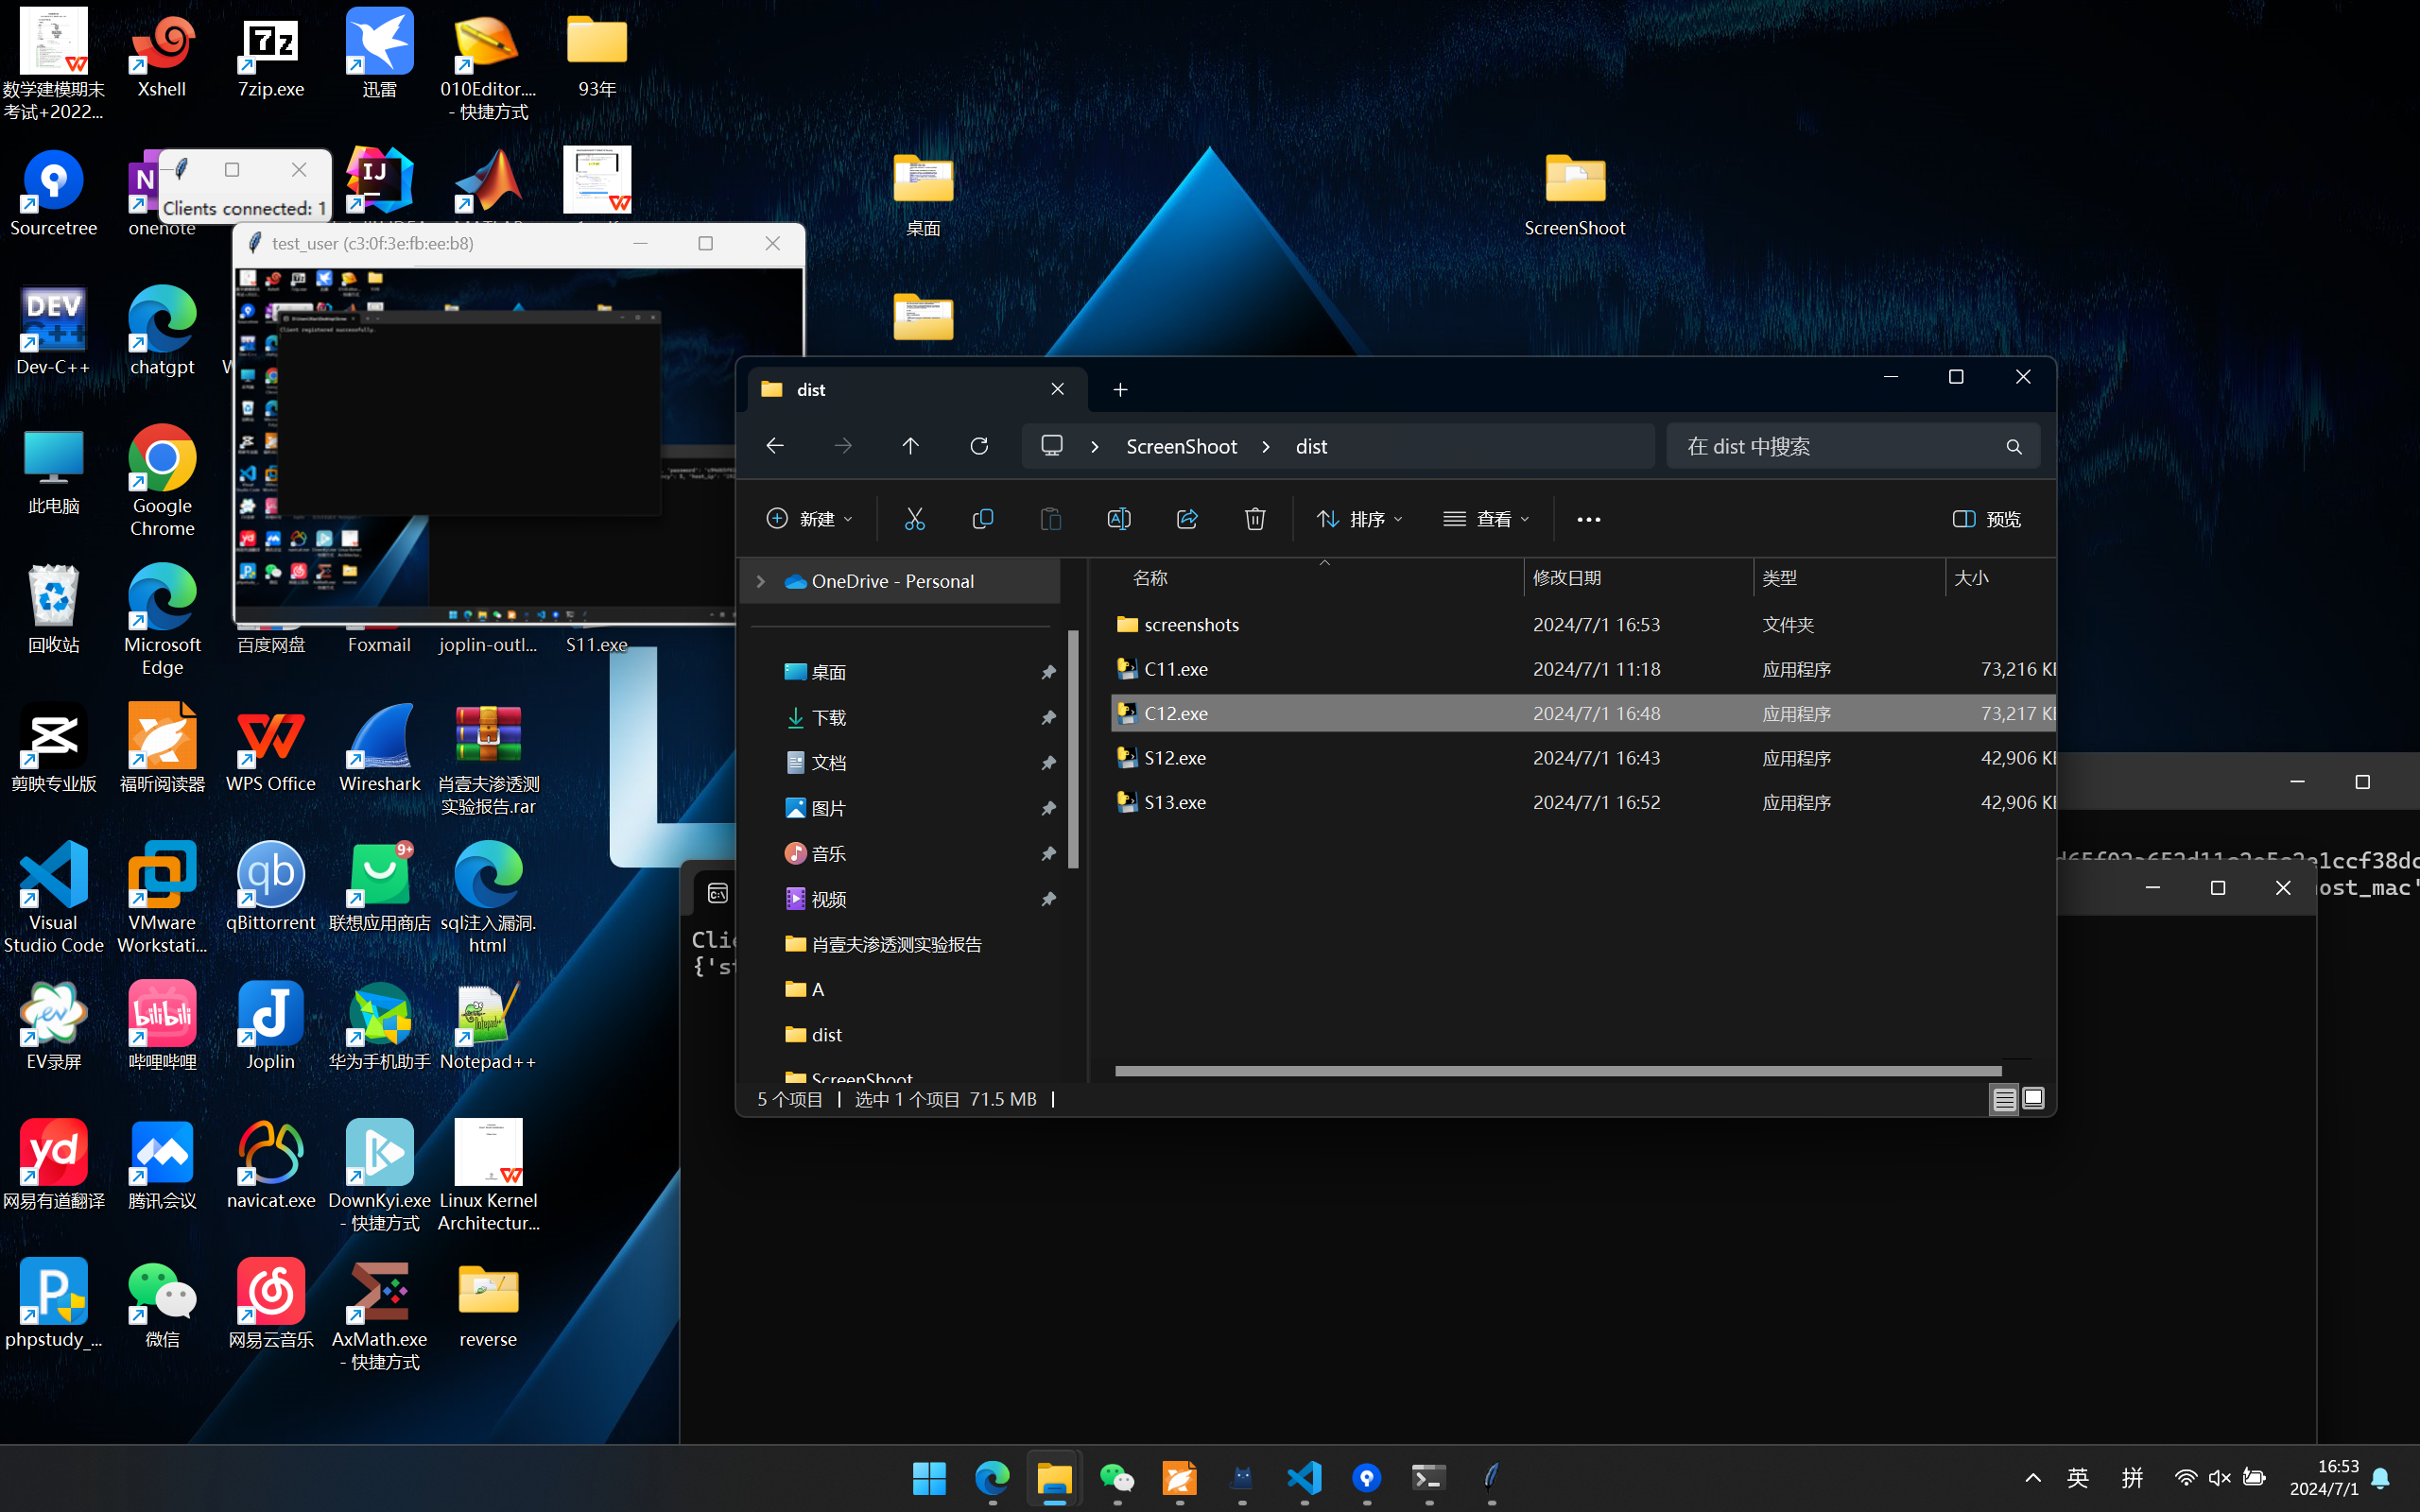 数学建模期末
考试+2022...
Xshell
7zip.exe
迅雷
010Editor....
- 快捷方式
93年
Sourcetree
onenote
Clients connected: 1
桌面
ScreenShoot
test_user (c3:0f:3e:fb:ee:b8)
Client registered successfully.
Dev-C++
chatgpt
此电脑
Google
Chrome
回收站
Microsoft
Edge
百度网盘
Foxmail
joplin-outl...
S11.exe
剪映专业版
福昕阅读器
WPS Office
Wireshark
肖壹夫渗透测
实验报告.rar
Visual
Studio Code
VMware
Workstati...
qBittorrent
9+
联想应用商店
sql注入漏洞.
html
EV录屏
哔哩哔哩
Joplin
华为手机助手
Notepad++
网易有道翻译
腾讯会议
navicat.exe
DownKyi.exe
- 快捷方式
Linux Kernel
Architectur...
phpstudy_...
微信
网易云音乐
AxMath.exe
- 快捷方式
reverse
dist
ScreenShoot
dist
在 dist 中搜索
新建
排序
查看
预览
OneDrive - Personal
桌面
下载
文档
图片
音乐
视频
肖壹夫渗透测实验报告
A
dist
ScreenShoot
名称
修改日期
类型
大小
screenshots
2024/7/1 16:53
文件夹
C11.exe
2024/7/1 11:18
应用程序
73,216 KB
C12.exe
2024/7/1 16:48
应用程序
73,217 KB
S12.exe
2024/7/1 16:43
应用程序
42,906 KB
S13.exe
2024/7/1 16:52
应用程序
42,906 KB
5 个项目
选中 1 个项目 71.5 MB
Clie
{'st
ost_mac'
英
拼
16:53
2024/7/1